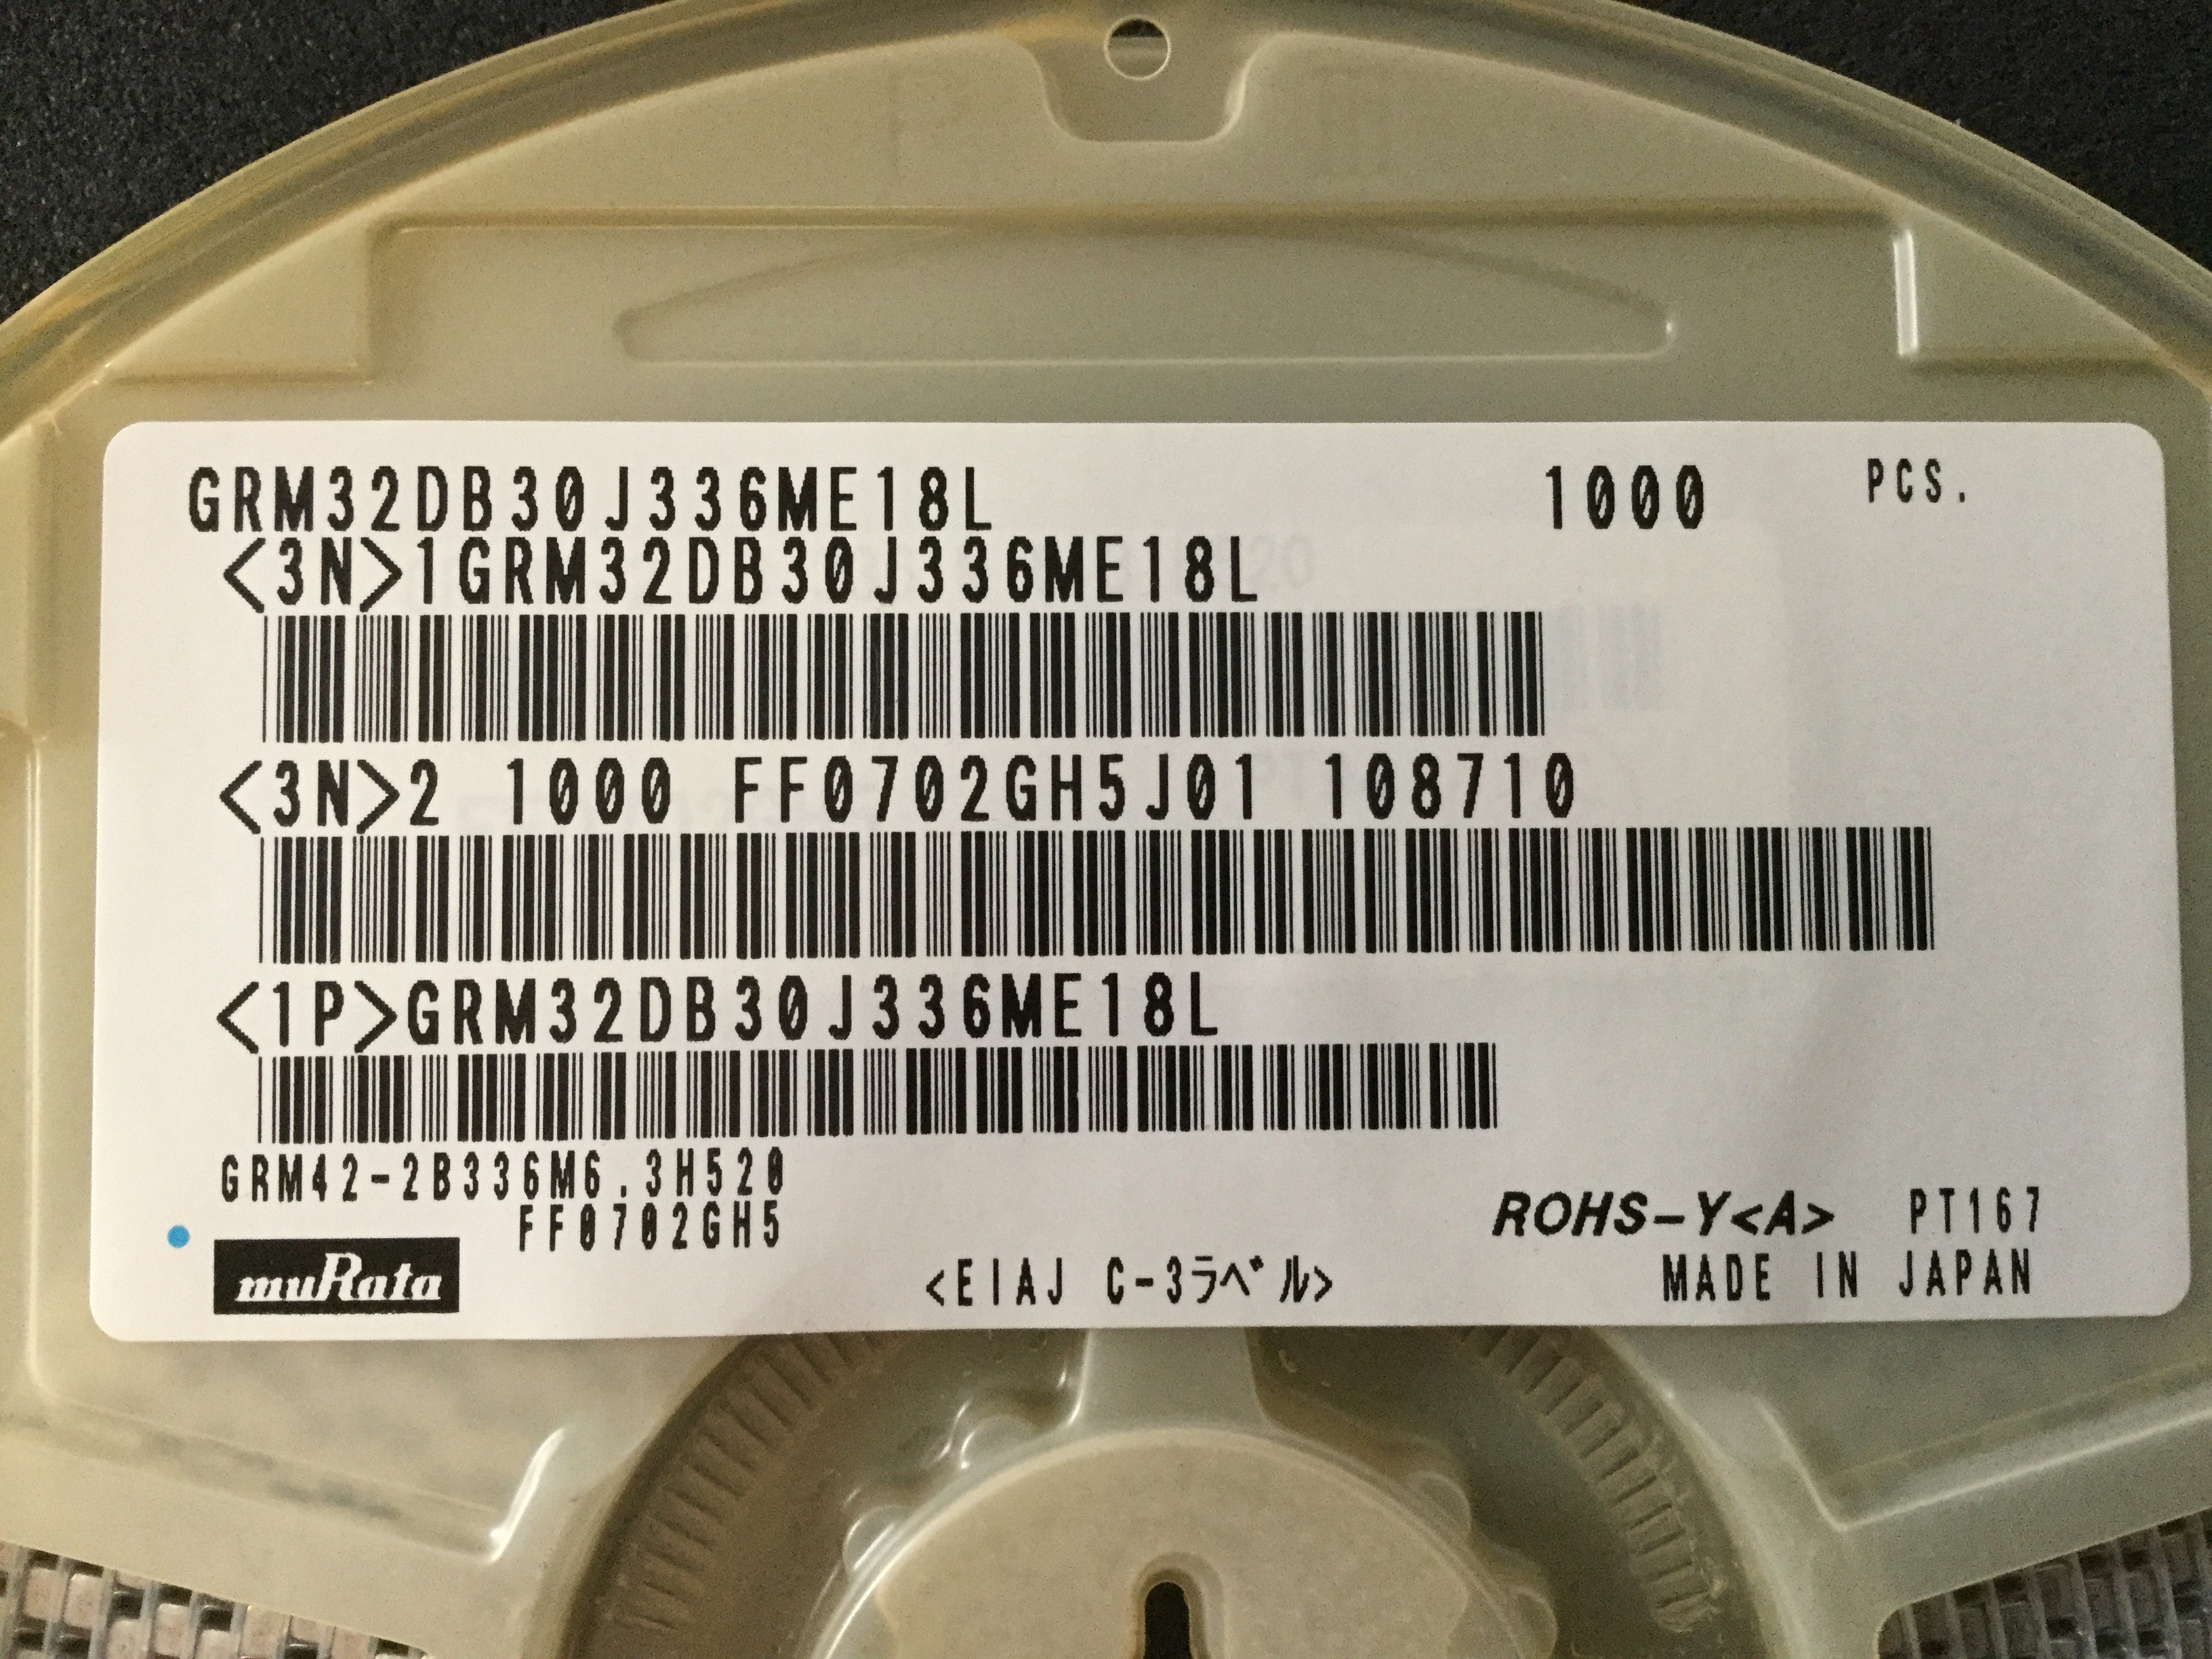 GRM32DB30J336ME18L 1000 PCS.
<3N>1GRM32DB30J336ME18L
<3N>2 1000 FF0702GH5J01 108710
<1P>GRM32DB30J336ME18L
GRM42-2B336M6.3H520
FF0702GH5
ROHS-Y<A> PT167
muRata
<EIAJ C-3ラベル>
MADE IN JAPAN